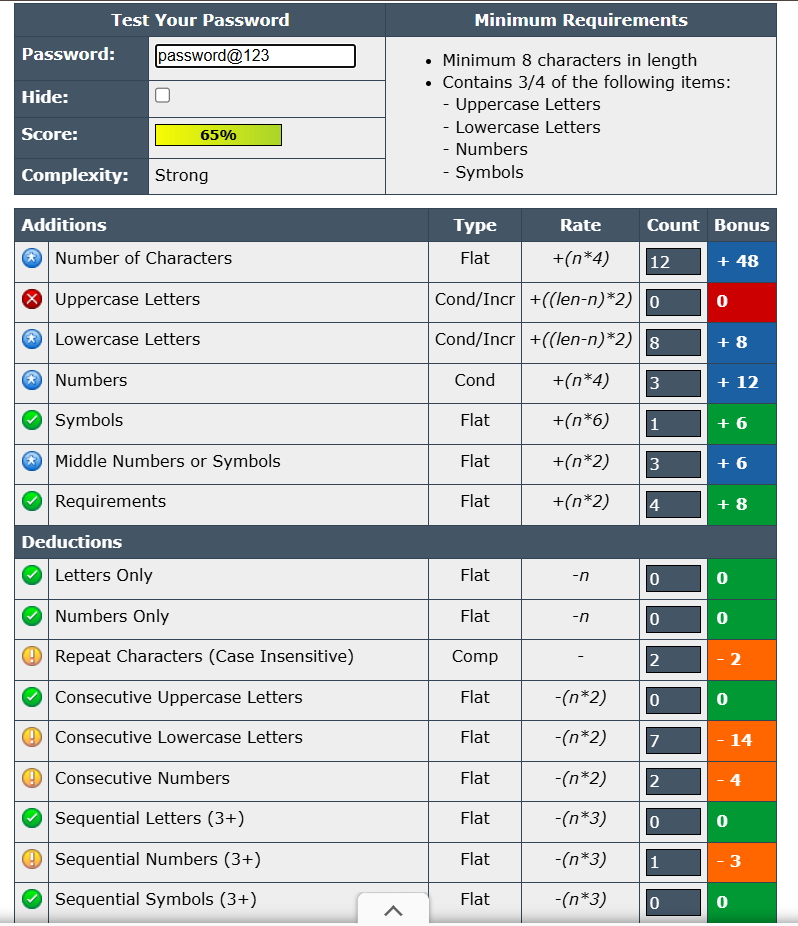 Test Your Password
Minimum Requirements
Password: password@123
Hide:
Score: 65%
Complexity: Strong
• Minimum 8 characters in length
• Contains 3/4 of the following items:
- Uppercase Letters
- Lowercase Letters
- Numbers
- Symbols
Additions Type Rate Count Bonus
Number of Characters Flat +(n*4) 12 + 48
Uppercase Letters Cond/Incr +((len-n)*2) 0 0
Lowercase Letters Cond/Incr +((len-n)*2) 8 + 8
Numbers Cond +(n*4) 3 + 12
Symbols Flat +(n*6) 1 + 6
Middle Numbers or Symbols Flat +(n*2) 3 + 6
Requirements Flat +(n*2) 4 + 8
Deductions
Letters Only Flat -n 0 0
Numbers Only Flat -n 0 0
Repeat Characters (Case Insensitive) Comp - 2 - 2
Consecutive Uppercase Letters Flat -(n*2) 0 0
Consecutive Lowercase Letters Flat -(n*2) 7 - 14
Consecutive Numbers Flat -(n*2) 2 - 4
Sequential Letters (3+) Flat -(n*3) 0 0
Sequential Numbers (3+) Flat -(n*3) 1 - 3
Sequential Symbols (3+) Flat -(n*3) 0 0